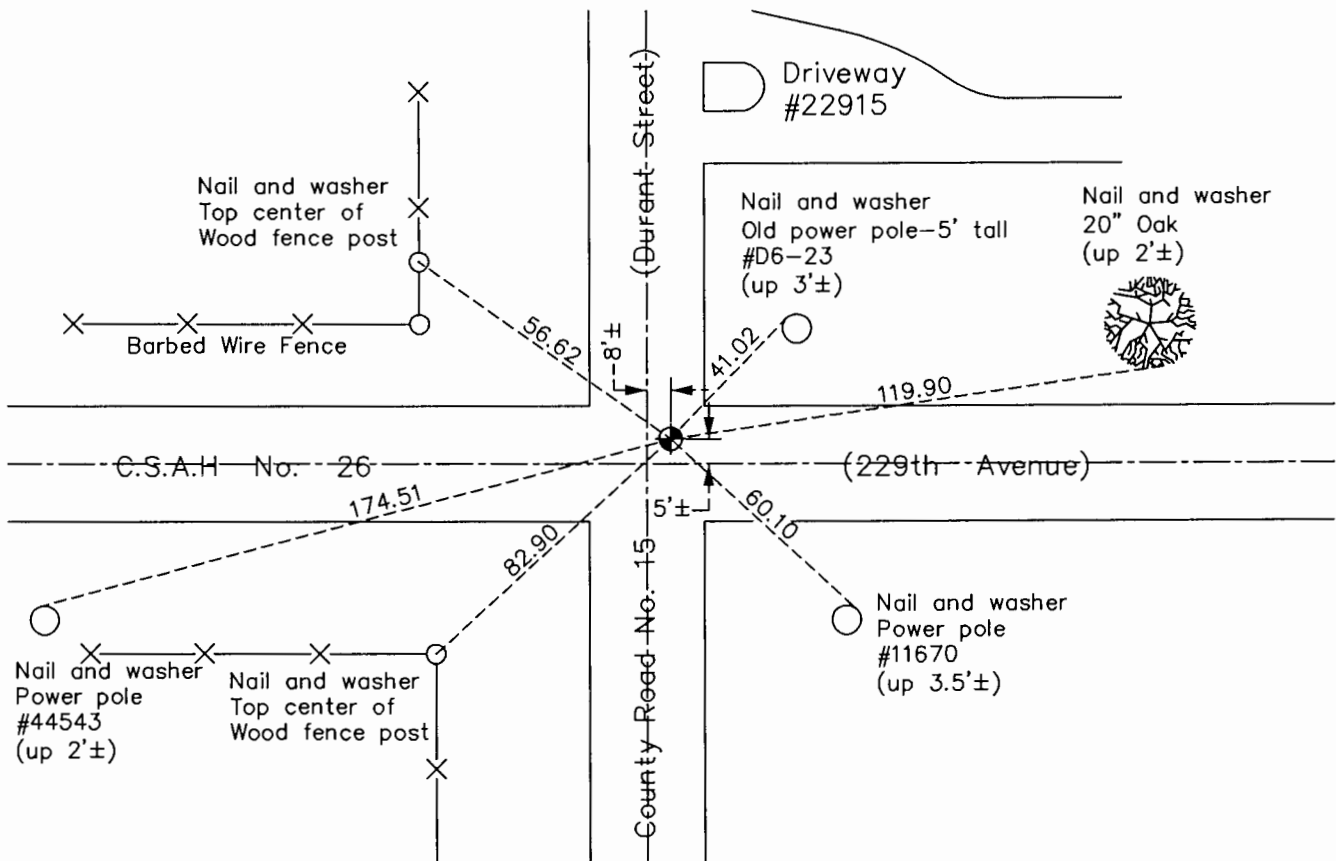 Driveway
#22915
(Durant Street)
Nail and washer
Top center of
Wood fence post
Nail and washer
Old power pole-5' tall
#D6-23
(up 3'±)
Nail and washer
20" Oak
(up 2'±)
Barbed Wire Fence
56.62
8'±
41.02
119.90
C.S.A.H No. 26
(229th Avenue)
174.51
82.90
5'±
60.10
County Road No. 15
Nail and washer
Power pole
#11670
(up 3.5'±)
Nail and washer
Power pole
#44543
(up 2'±)
Nail and washer
Top center of
Wood fence post